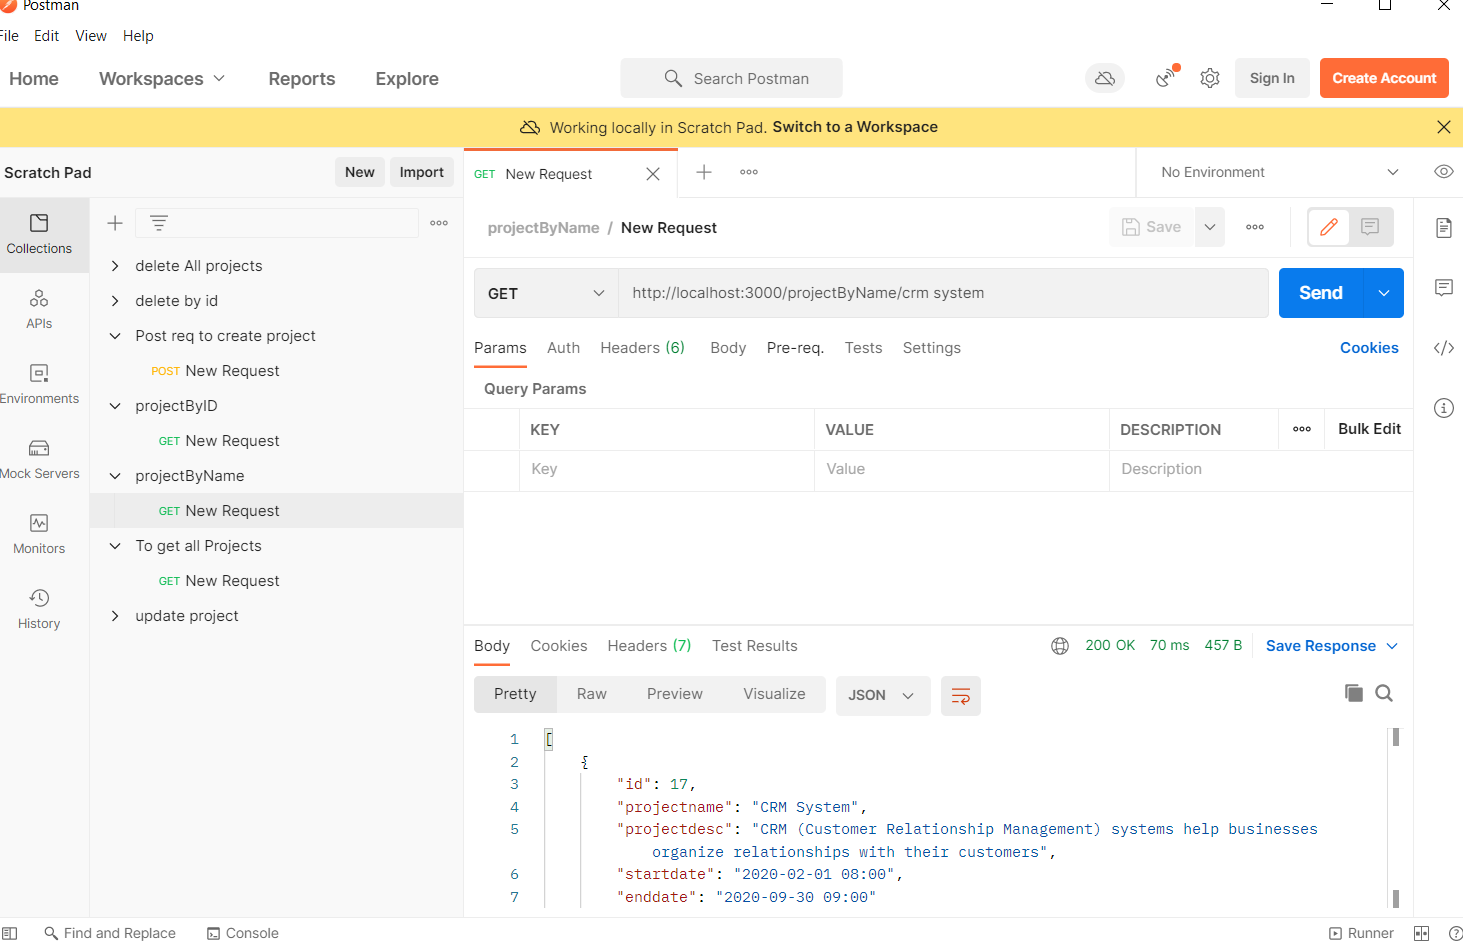 Postman
File Edit View Help
Home Workspaces Reports Explore Search Postman Sign In Create Account
Working locally in Scratch Pad. Switch to a Workspace
Scratch Pad New Import GET New Request No Environment
projectByName / New Request Save
Collections
delete All projects
delete by id
GET http://localhost:3000/projectByName/crm system Send
APIs
Post req to create project
Params Auth Headers (6) Body Pre-req. Tests Settings Cookies
POST New Request
Query Params
Environments
projectByID
KEY VALUE DESCRIPTION Bulk Edit
GET New Request
Key Value Description
Mock Servers
projectByName
GET New Request
Monitors
To get all Projects
GET New Request
History
update project
Body Cookies Headers (7) Test Results 200 OK 70 ms 457 B Save Response
Pretty Raw Preview Visualize JSON
1 [
2 {
3 "id": 17,
4 "projectname": "CRM System",
5 "projectdesc": "CRM (Customer Relationship Management) systems help businesses
organize relationships with their customers",
6 "startdate": "2020-02-01 08:00",
7 "enddate": "2020-09-30 09:00"
Find and Replace Console Runner